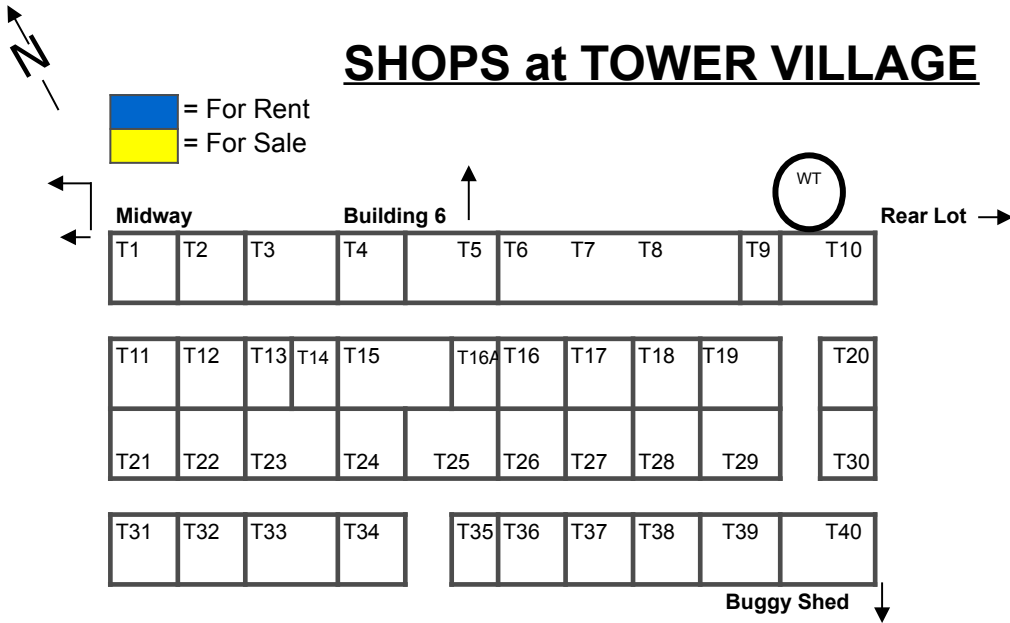 N
SHOPS at TOWER VILLAGE
= For Rent
= For Sale
WT
Midway Building 6 Rear Lot
T1 T2 T3 T4 T5 T6 T7 T8 T9 T10
T11 T12 T13 T14 T15 T16A T16 T17 T18 T19 T20
T21 T22 T23 T24 T25 T26 T27 T28 T29 T30
T31 T32 T33 T34 T35 T36 T37 T38 T39 T40
Buggy Shed